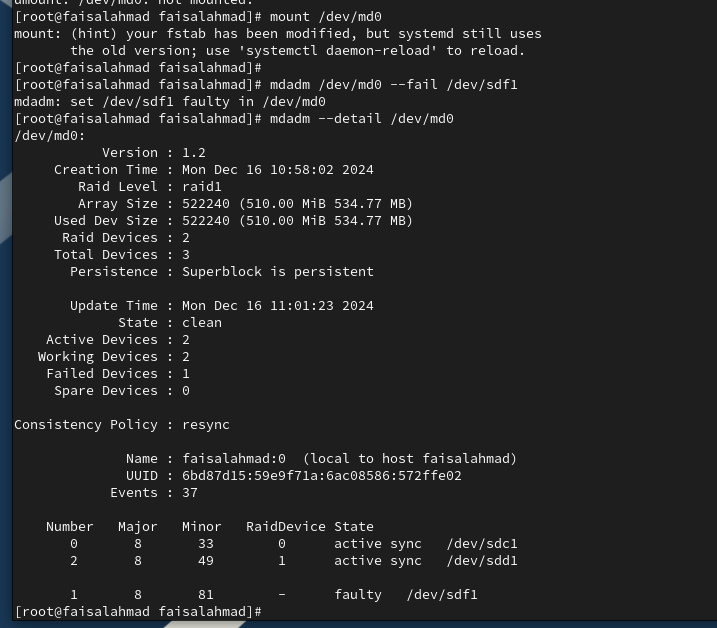 umount: /dev/md0: not mounted.
[root@faisalahmad faisalahmad]# mount /dev/md0
mount: (hint) your fstab has been modified, but systemd still uses
       the old version; use 'systemctl daemon-reload' to reload.
[root@faisalahmad faisalahmad]#
[root@faisalahmad faisalahmad]# mdadm /dev/md0 --fail /dev/sdf1
mdadm: set /dev/sdf1 faulty in /dev/md0
[root@faisalahmad faisalahmad]# mdadm --detail /dev/md0
/dev/md0:
           Version : 1.2
     Creation Time : Mon Dec 16 10:58:02 2024
        Raid Level : raid1
        Array Size : 522240 (510.00 MiB 534.77 MB)
     Used Dev Size : 522240 (510.00 MiB 534.77 MB)
      Raid Devices : 2
     Total Devices : 3
       Persistence : Superblock is persistent
       Update Time : Mon Dec 16 11:01:23 2024
             State : clean
    Active Devices : 2
   Working Devices : 2
    Failed Devices : 1
     Spare Devices : 0
Consistency Policy : resync
              Name : faisalahmad:0  (local to host faisalahmad)
              UUID : 6bd87d15:59e9f71a:6ac08586:572ffe02
            Events : 37
    Number   Major   Minor   RaidDevice State
       0       8       33        0      active sync   /dev/sdc1
       2       8       49        1      active sync   /dev/sdd1
       1       8       81        -      faulty   /dev/sdf1
[root@faisalahmad faisalahmad]#